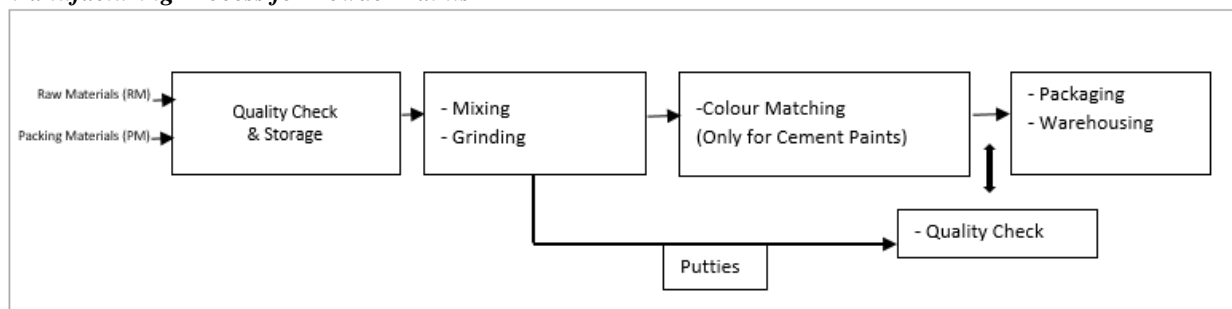 Raw Materials (RM)
Packing Materials (PM)
Quality Check
& Storage
- Mixing
- Grinding
-Colour Matching
(Only for Cement Paints)
- Packaging
- Warehousing
- Quality Check
Putties